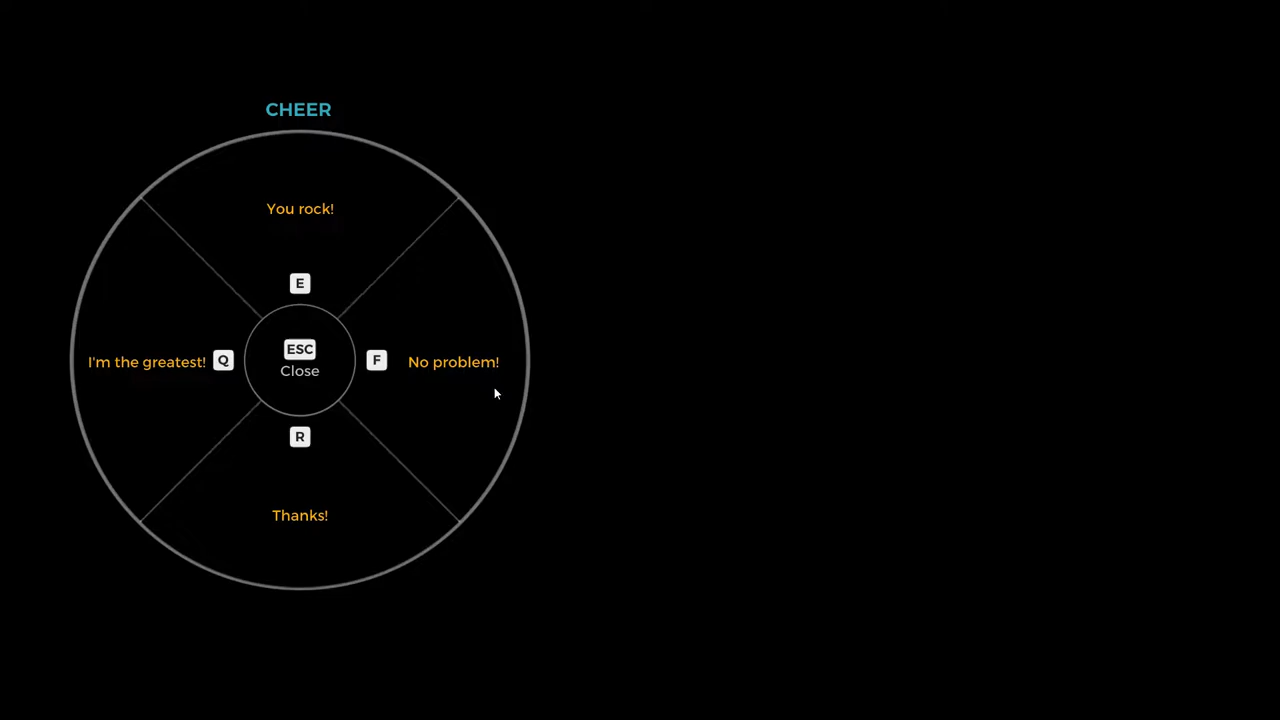 CHEER
You rock!
E
I'm the greatest!
Q
ESC
Close
F
No problem!
R
Thanks!